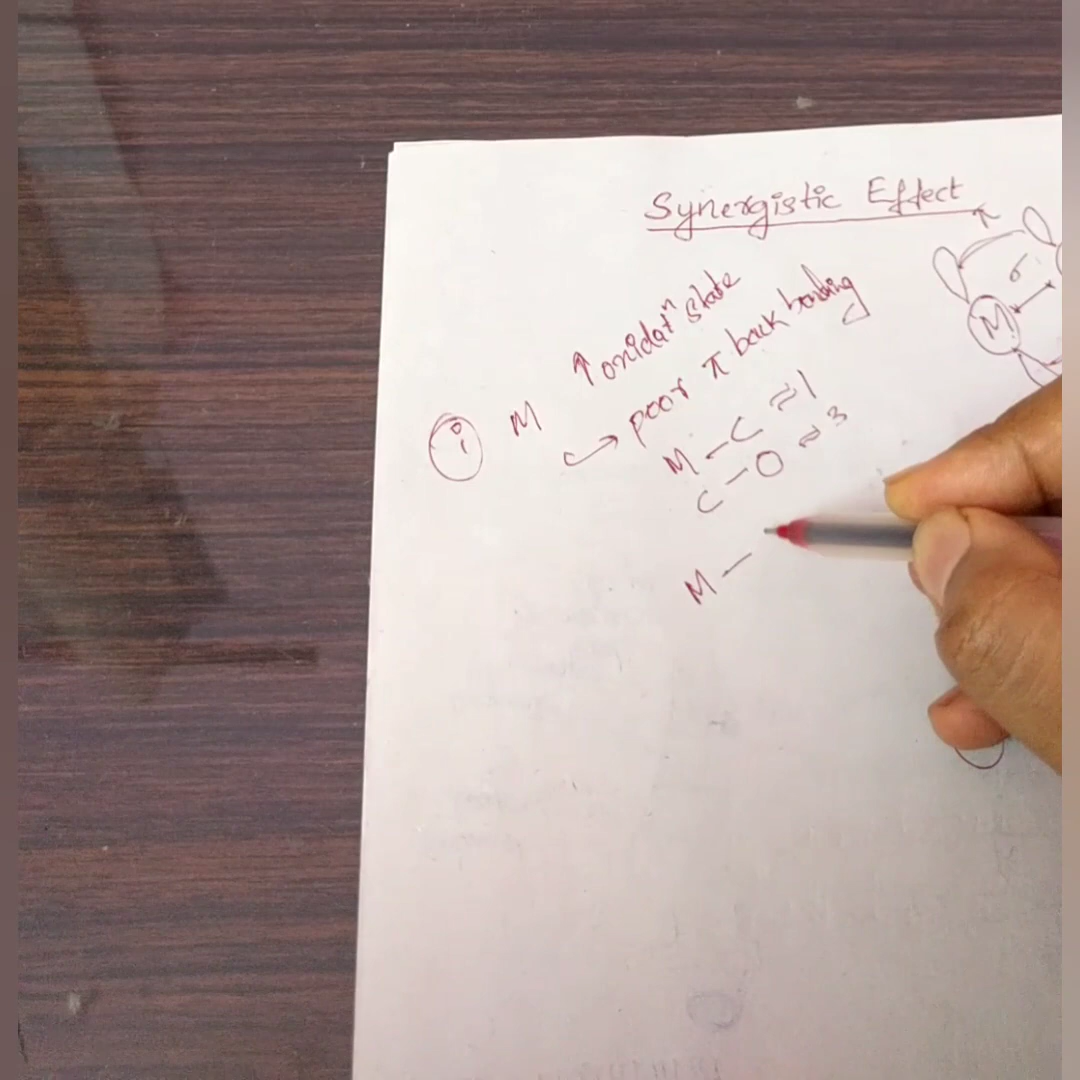 Synergistic Effect
π
σ
M
i M ↑ oxidatⁿ state
↪ poor π back bonding
M – C ≈ 1
C – O ≈ 3
M –